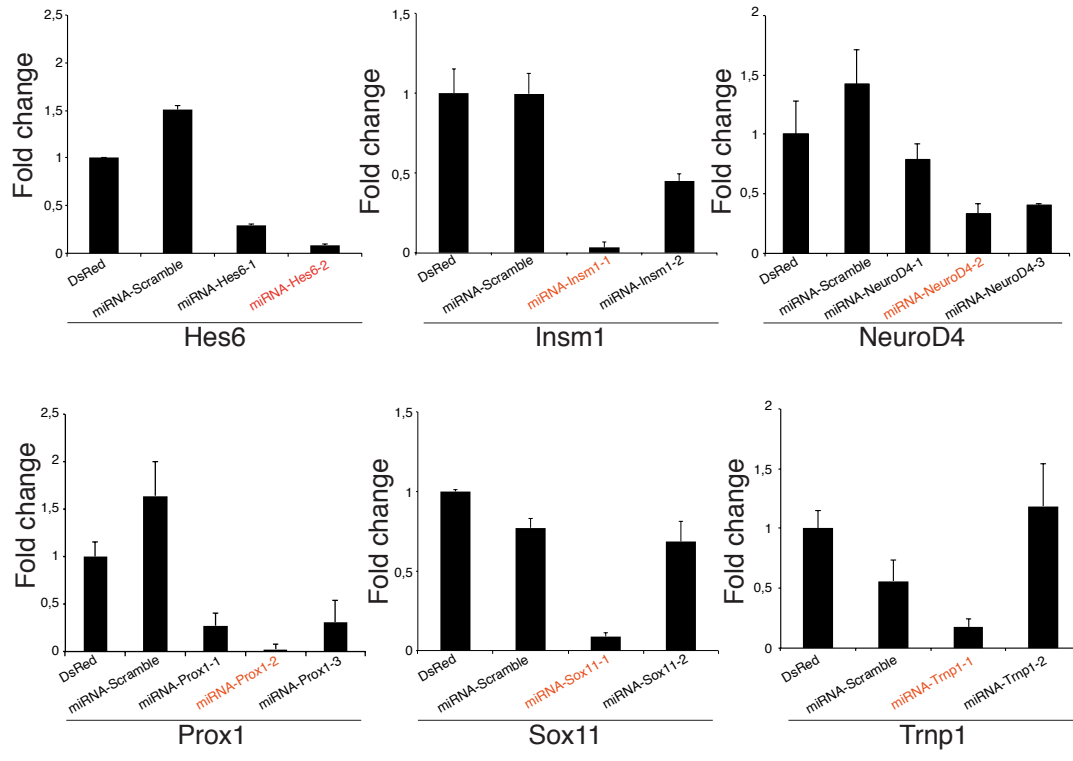 2,5
2
1,5
1
0,5
0
Fold change
DsRed
miRNA-Scramble
miRNA-Hes6-1
miRNA-Hes6-2
Hes6
1,5
1
0,5
0
Fold change
DsRed
miRNA-Scramble
miRNA-Insm1-1
miRNA-Insm1-2
Insm1
2
1,5
1
0,5
0
Fold change
DsRed
miRNA-Scramble
miRNA-NeuroD4-1
miRNA-NeuroD4-2
miRNA-NeuroD4-3
NeuroD4
2,5
2
1,5
1
0,5
0
Fold change
DsRed
miRNA-Scramble
miRNA-Prox1-1
miRNA-Prox1-2
miRNA-Prox1-3
Prox1
1,5
1
0,5
0
Fold change
DsRed
miRNA-Scramble
miRNA-Sox11-1
miRNA-Sox11-2
Sox11
2
1,5
1
0,5
0
Fold change
DsRed
miRNA-Scramble
miRNA-Trnp1-1
miRNA-Trnp1-2
Trnp1